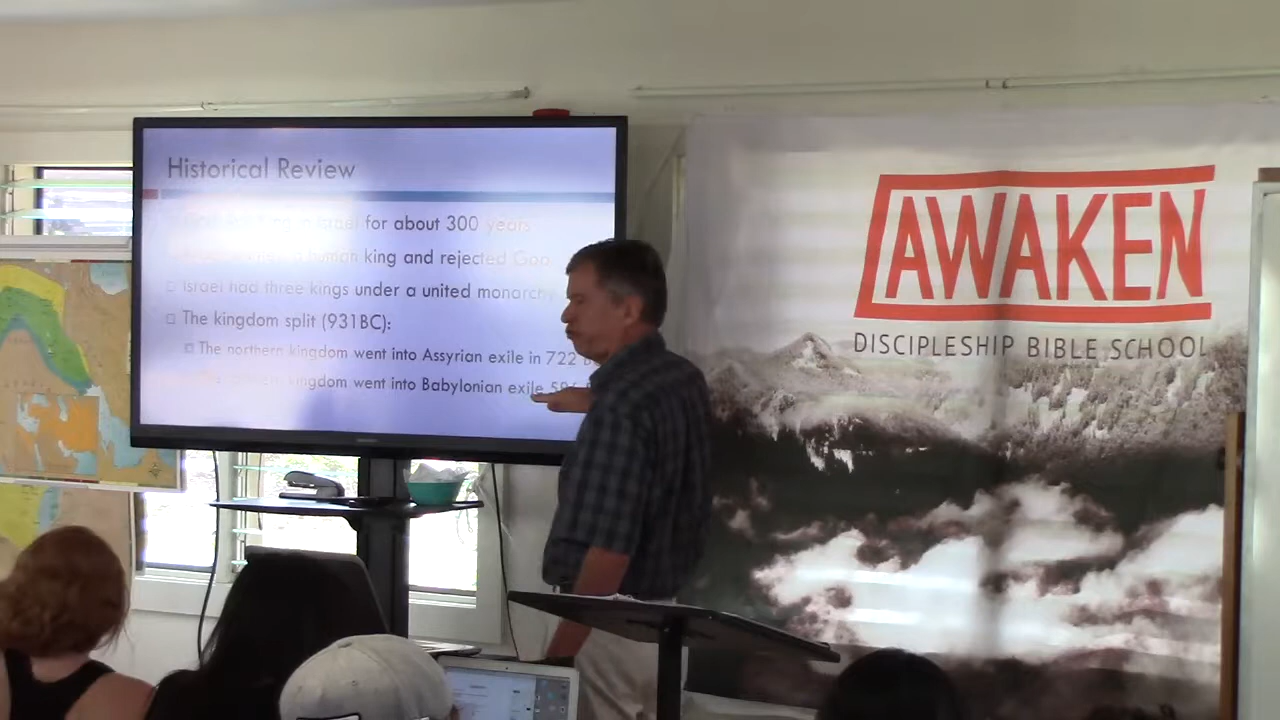 Historical Review
Israel for about 300 years
human king and rejected God
Israel had three kings under a united monarchy
The kingdom split (931BC):
The northern kingdom went into Assyrian exile in 722
kingdom went into Babylonian exile
AWAKEN
DISCIPLESHIP BIBLE SCHOOL